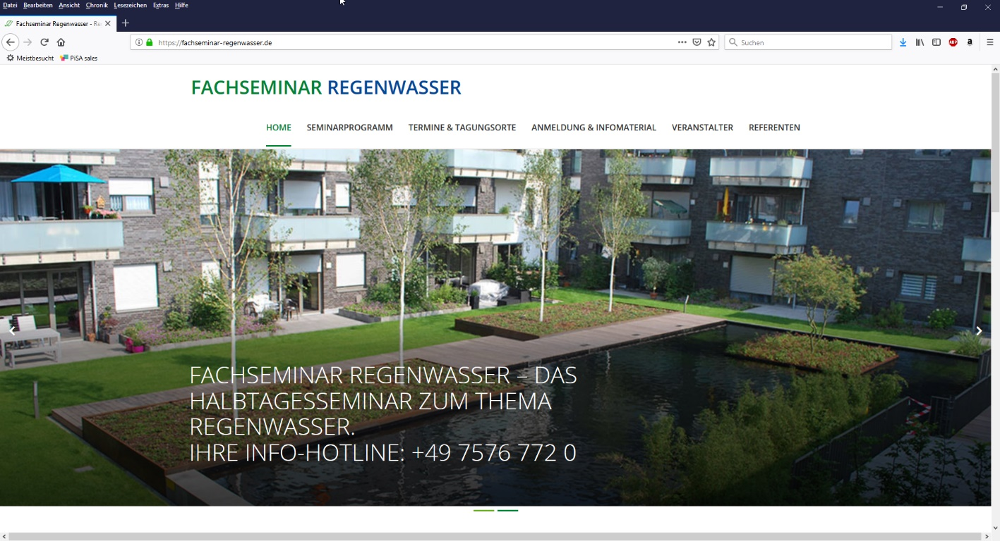 Datei Bearbeiten Ansicht Chronik Lesezeichen Extras Hilfe
Fachseminar Regenwasser - Re
https://fachseminar-regenwasser.de
Suchen
ABP
a
Meistbesucht PiSA sales
FACHSEMINAR REGENWASSER
HOME SEMINARPROGRAMM TERMINE & TAGUNGSORTE ANMELDUNG & INFOMATERIAL VERANSTALTER REFERENTEN
FACHSEMINAR REGENWASSER – DAS
HALBTAGESSEMINAR ZUM THEMA
REGENWASSER.
IHRE INFO-HOTLINE: +49 7576 772 0